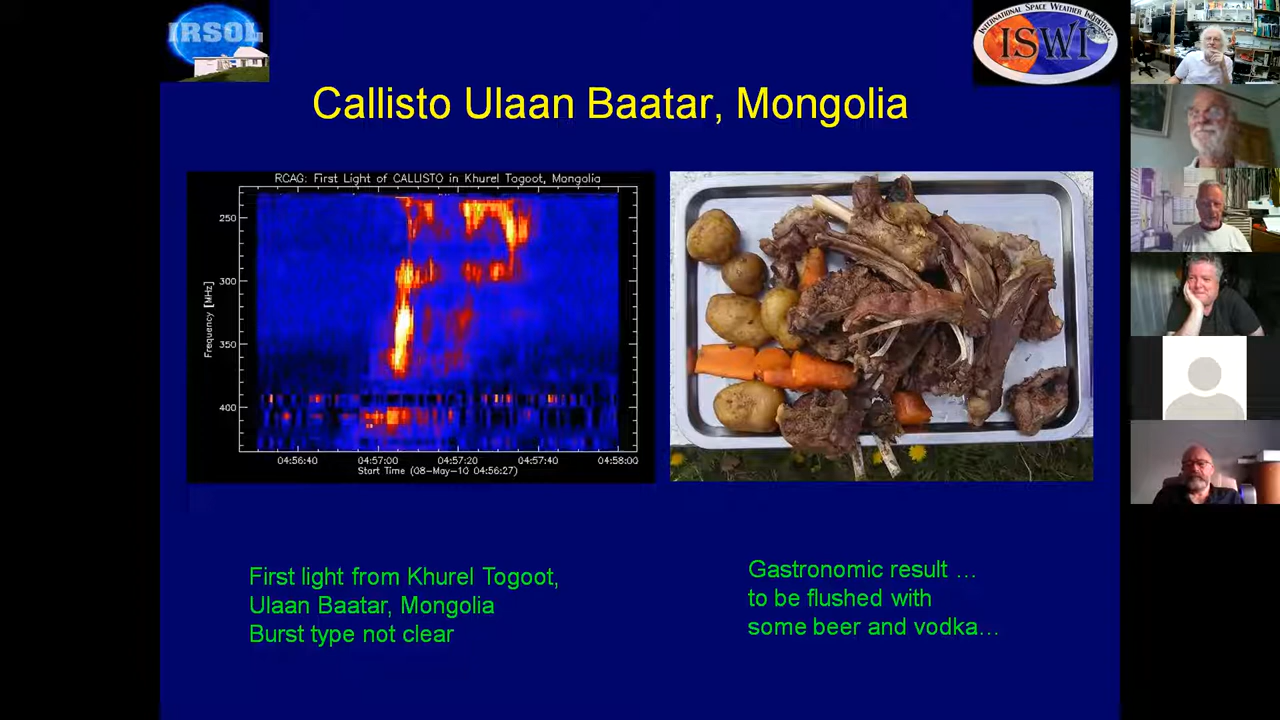 IRSOL
INTERNATIONAL SPACE WEATHER INITIATIVE
ISWI
Callisto Ulaan Baatar, Mongolia
RCAG: First Light of CALLISTO in Khurel Togoot, Mongolia
250
300
350
400
Frequency [MHz]
04:56:40 04:57:00 04:57:20 04:57:40 04:58:00
Start Time (08-May-10 04:56:27)
First light from Khurel Togoot,
Ulaan Baatar, Mongolia
Burst type not clear
Gastronomic result …
to be flushed with
some beer and vodka…